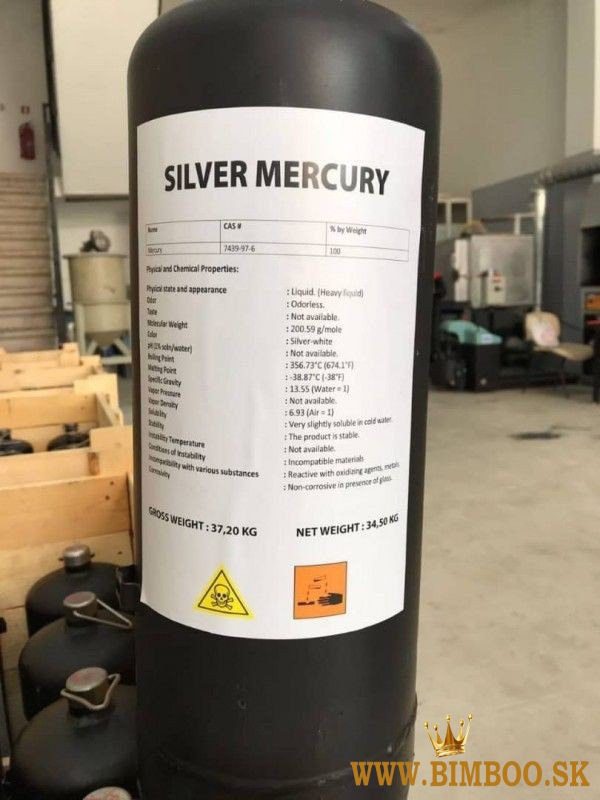 SILVER MERCURY
Name CAS # % by Weight
Mercury 7439-97-6 100
Physical and Chemical Properties:
Physical state and appearance : Liquid. (Heavy liquid)
Odor : Odorless.
Taste : Not available.
Molecular Weight : 200.59 g/mole
Color : Silver-white
pH (1% soln/water) : Not available.
Boiling Point : 356.73°C (674.1°F)
Melting Point : -38.87°C (-38°F)
Specific Gravity : 13.55 (Water = 1)
Vapor Pressure : Not available.
Vapor Density : 6.93 (Air = 1)
Solubility : Very slightly soluble in cold water.
Stability : The product is stable.
Instability Temperature : Not available.
Conditions of Instability : Incompatible materials
Incompatibility with various substances : Reactive with oxidizing agents, metals.
Corrosivity : Non-corrosive in presence of glass.
GROSS WEIGHT : 37,20 KG NET WEIGHT : 34,50 KG
WWW.BIMBOO.SK